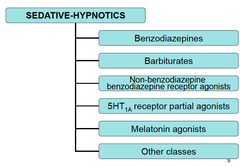 SEDATIVE-HYPNOTICS
Benzodiazepines
Barbiturates
Non-benzodiazepine
benzodiazepine receptor agonists
5HT1A receptor partial agonists
Melatonin agonists
Other classes
9